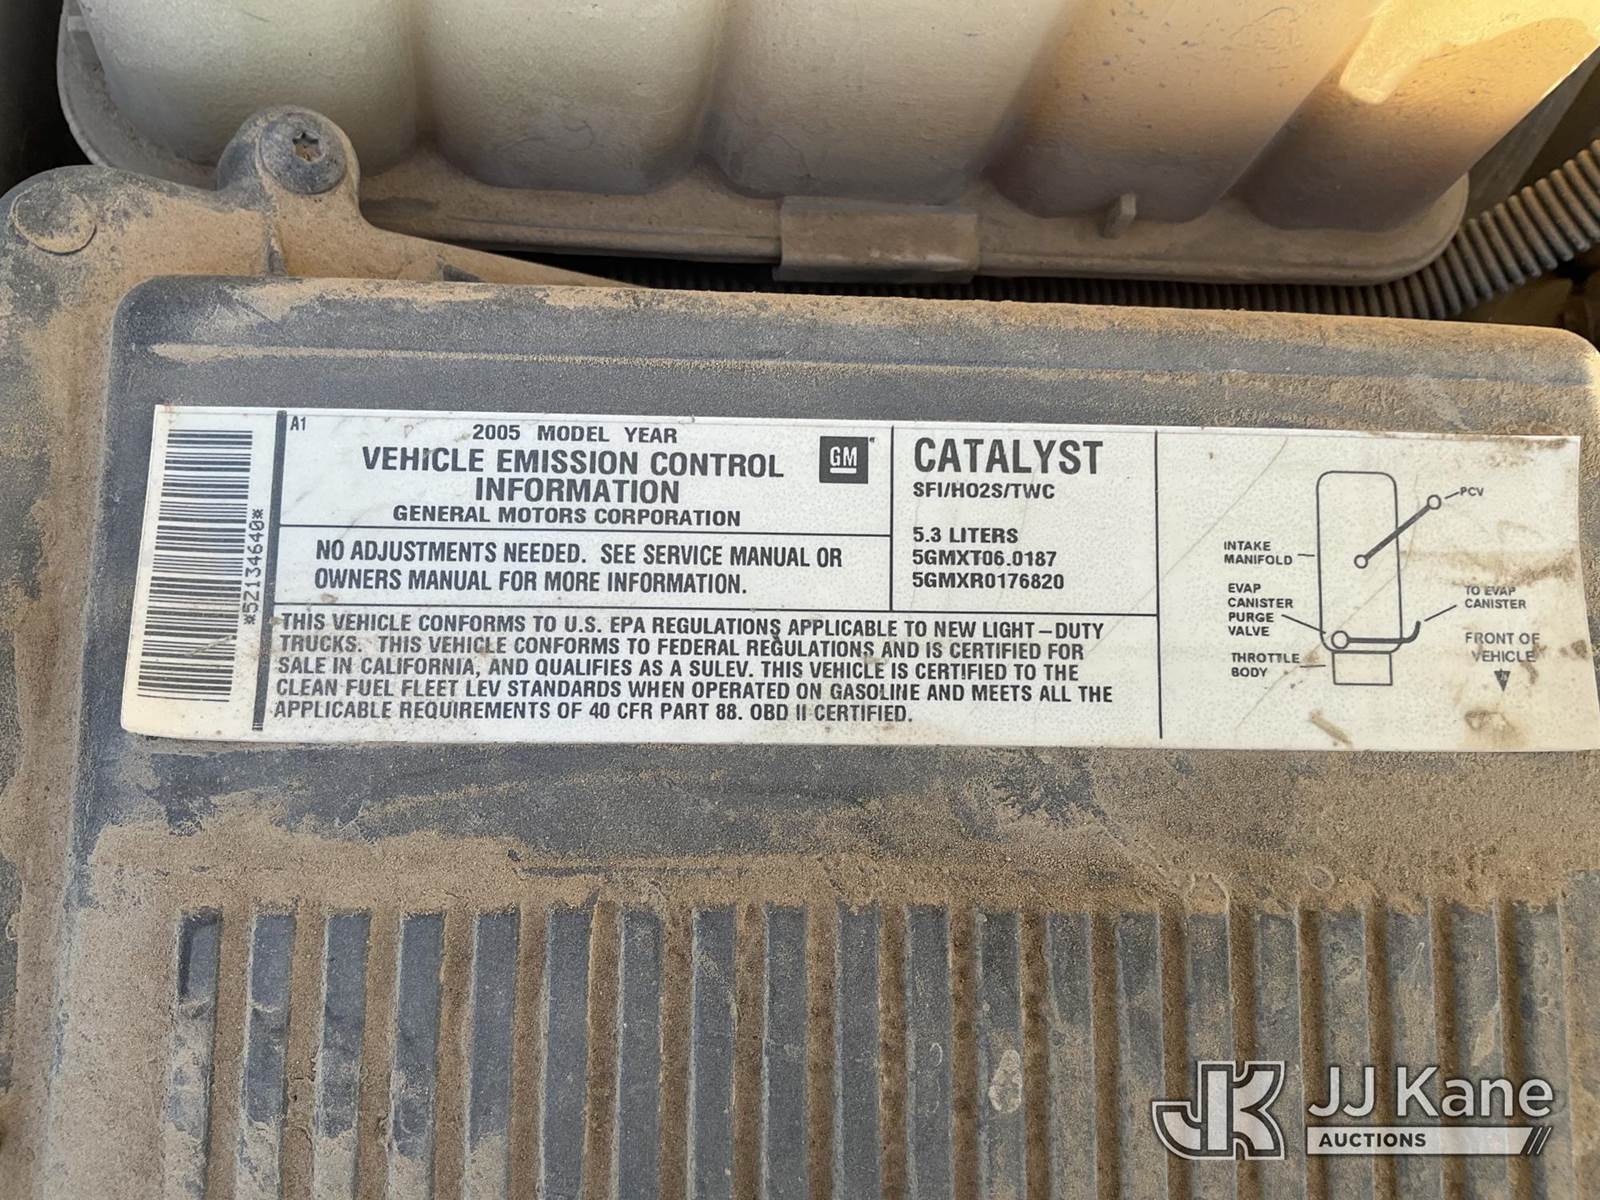 A1
2005 MODEL YEAR
VEHICLE EMISSION CONTROL
INFORMATION
GENERAL MOTORS CORPORATION
GM
NO ADJUSTMENTS NEEDED. SEE SERVICE MANUAL OR
OWNERS MANUAL FOR MORE INFORMATION.
CATALYST
SFI/HO2S/TWC
5.3 LITERS
5GMXT06.0187
5GMXR0176820
*5Z134640*
THIS VEHICLE CONFORMS TO U.S. EPA REGULATIONS APPLICABLE TO NEW LIGHT-DUTY
TRUCKS. THIS VEHICLE CONFORMS TO FEDERAL REGULATIONS AND IS CERTIFIED FOR
SALE IN CALIFORNIA, AND QUALIFIES AS A SULEV. THIS VEHICLE IS CERTIFIED TO THE
CLEAN FUEL FLEET LEV STANDARDS WHEN OPERATED ON GASOLINE AND MEETS ALL THE
APPLICABLE REQUIREMENTS OF 40 CFR PART 88. OBD II CERTIFIED.
PCV
INTAKE
MANIFOLD
EVAP
CANISTER
PURGE
VALVE
THROTTLE
BODY
TO EVAP
CANISTER
FRONT OF
VEHICLE
JK
JJ Kane
AUCTIONS